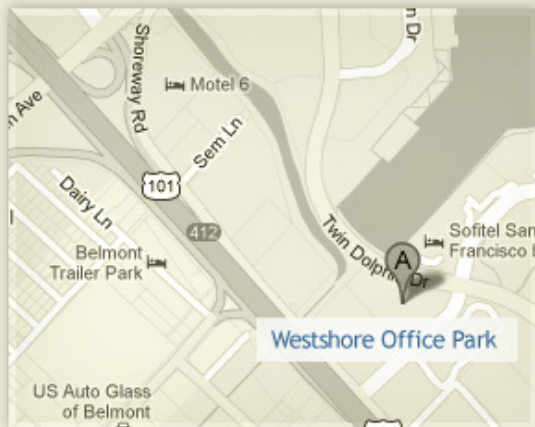 n Dr
Shoreway Rd
Motel 6
n Ave
Sem Ln
101
Dairy Ln
412
Belmont
Trailer Park
Twin Dolphin Dr
Sofitel San
Francisco b
A
Westshore Office Park
US Auto Glass
of Belmont